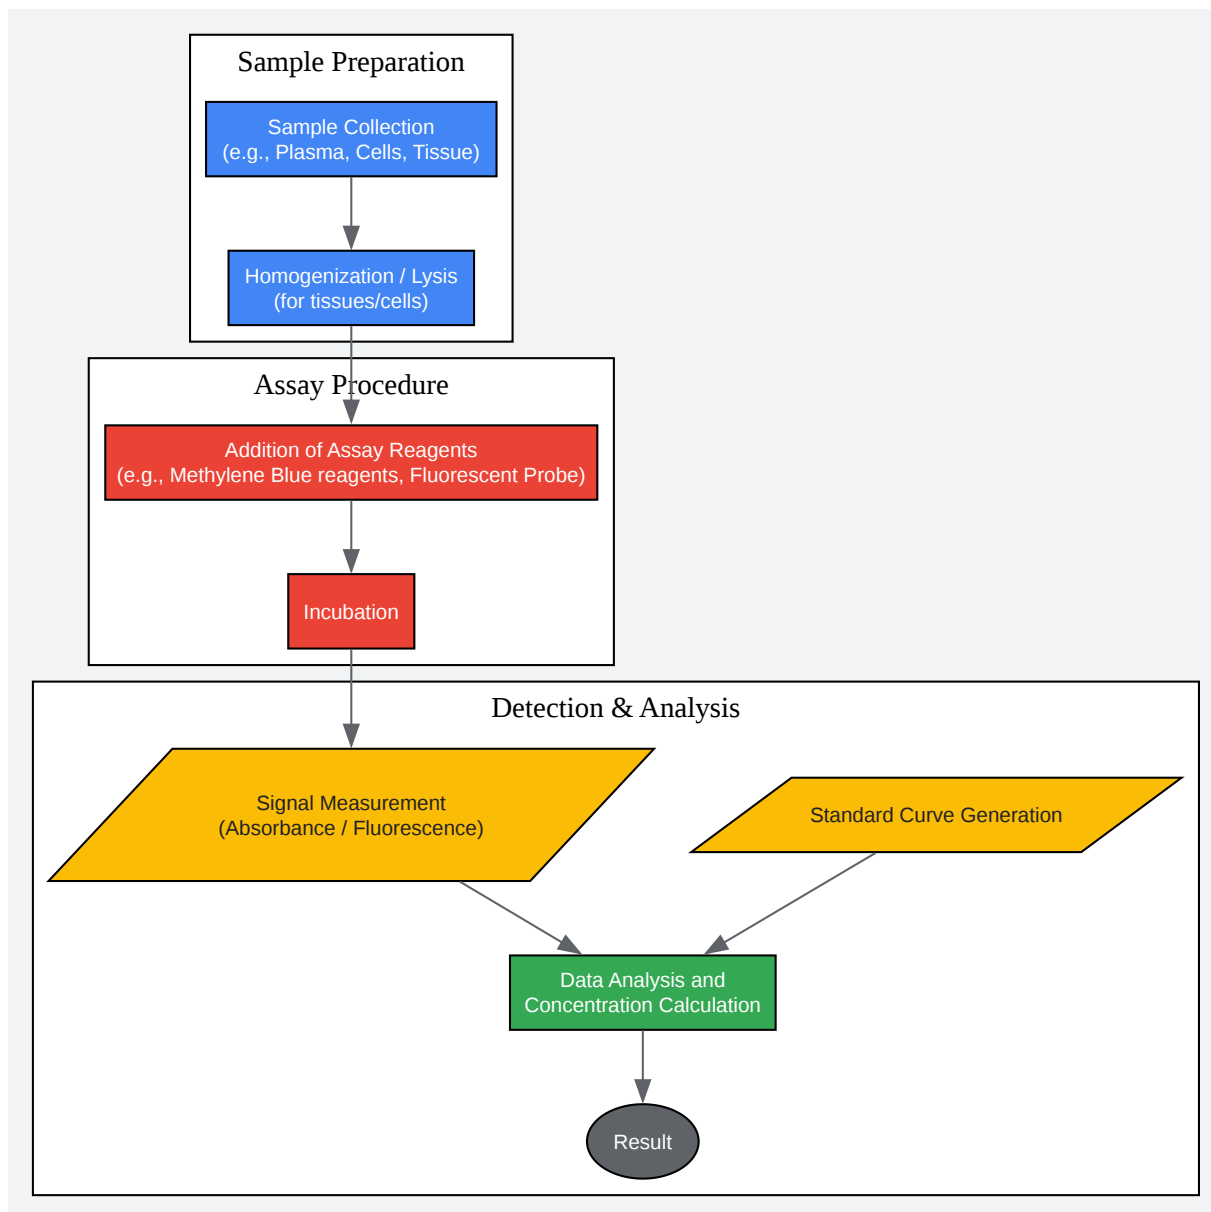 Sample Preparation
Sample Collection
(e.g., Plasma, Cells, Tissue)
Homogenization / Lysis
(for tissues/cells)
Assay Procedure
Addition of Assay Reagents
(e.g., Methylene Blue reagents, Fluorescent Probe)
Incubation
Detection & Analysis
Signal Measurement
(Absorbance / Fluorescence)
Standard Curve Generation
Data Analysis and
Concentration Calculation
Result